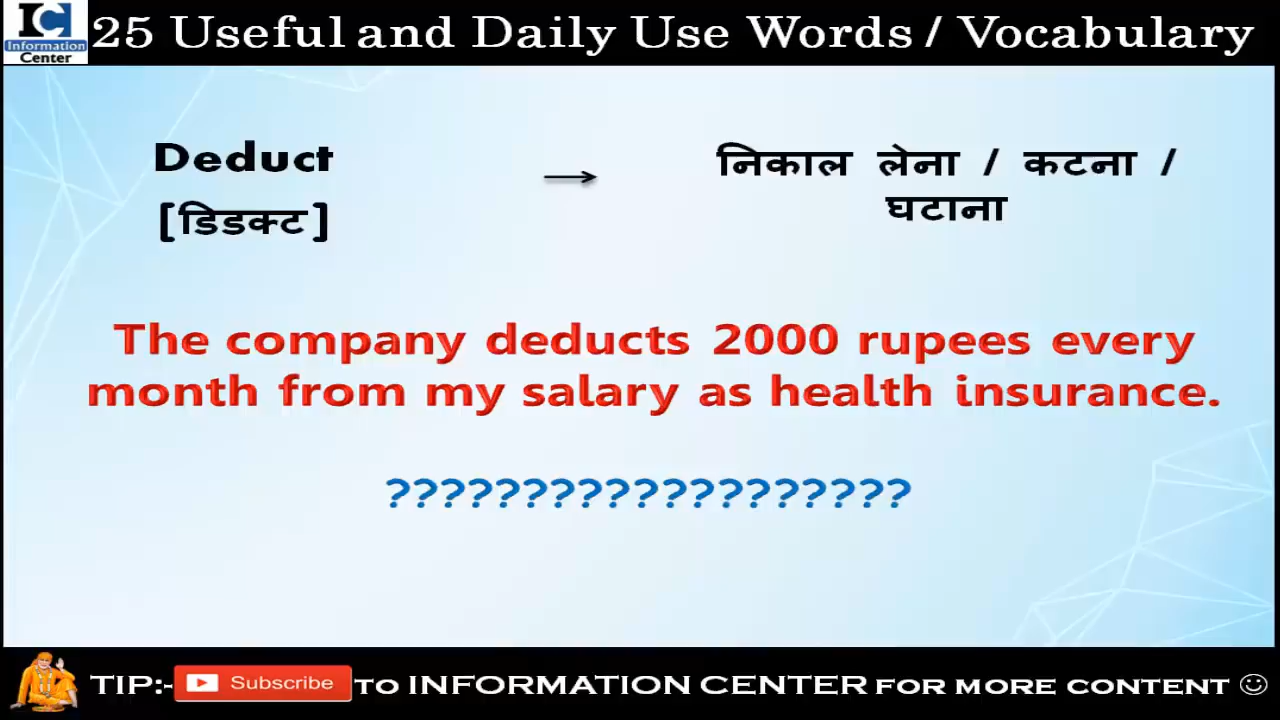 IC
Information
Center
25 Useful and Daily Use Words / Vocabulary
Deduct → निकाल लेना / कटना /
घटाना
[डिडक्ट]
The company deducts 2000 rupees every
month from my salary as health insurance.
???????????????????
TIP:- Subscribe TO INFORMATION CENTER FOR MORE CONTENT ☺